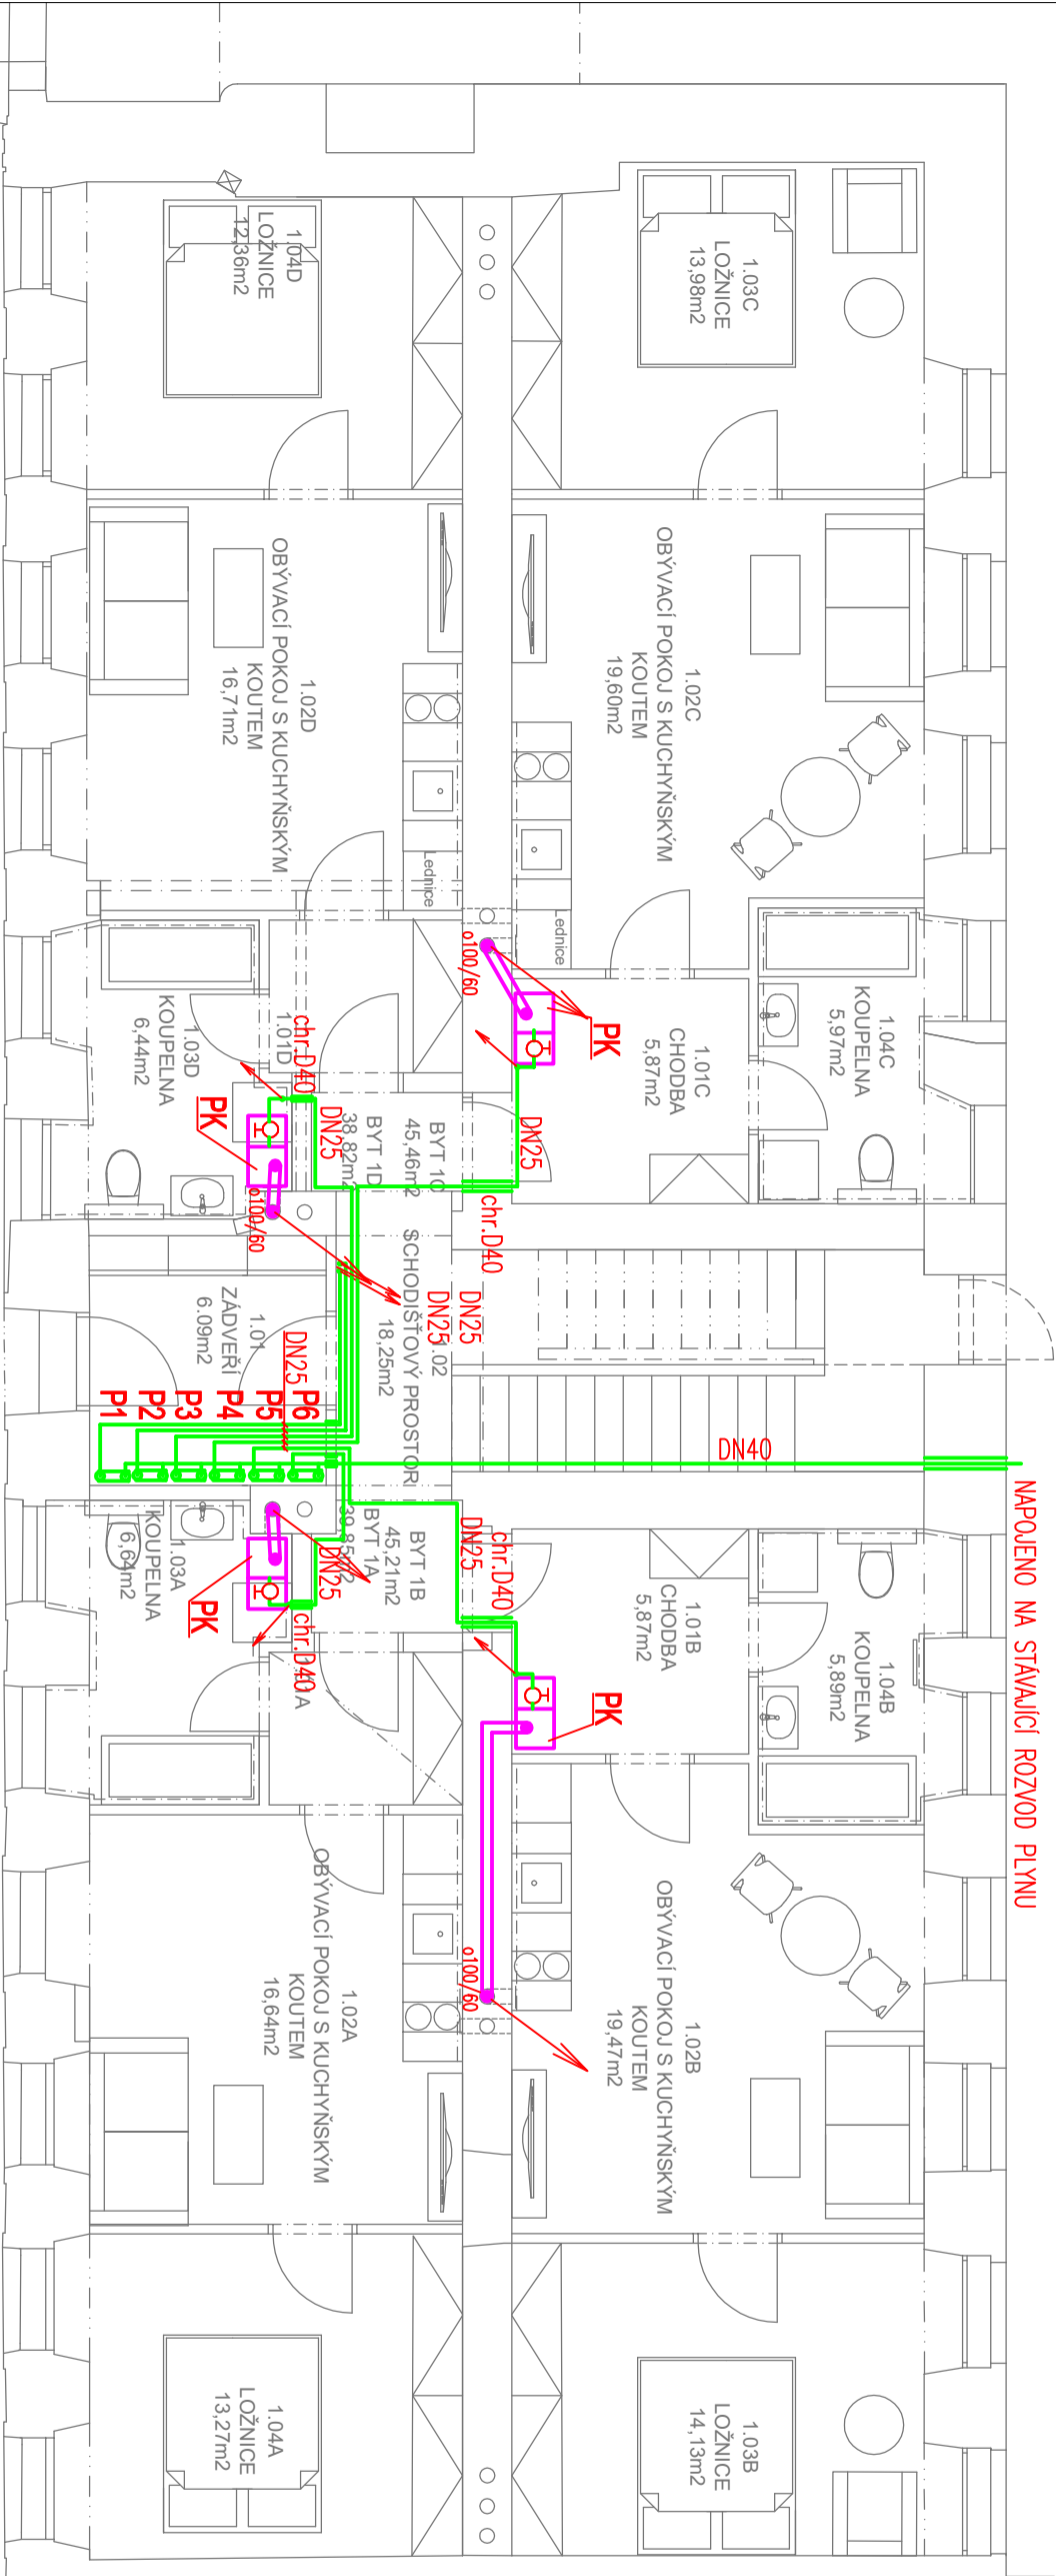 1.04D
LOŽNICE
12,36m2
1.03C
LOŽNICE
13,98m2
1.02D
OBÝVACÍ POKOJ S KUCHYŇSKÝM
KOUTEM
16,71m2
1.02C
OBÝVACÍ POKOJ S KUCHYŇSKÝM
KOUTEM
19,60m2
Lednice
Lednice
o100/60
PK
1.03D
KOUPELNA
6,44m2
1.01D
chr.D40
DN25
PK
o100/60
BYT 1D
38,82m2
BYT 1C
45,46m2
DN25
chr.D40
1.01C
CHODBA
5,87m2
1.04C
KOUPELNA
5,97m2
1.01
ZÁDVEŘÍ
6.09m2
1.02
SCHODIŠŤOVÝ PROSTOR
18,25m2
DN25
DN25
DN25
P1
P2
P3
P4
P5
P6
DN40
NAPOJENO NA STÁVAJÍCÍ ROZVOD PLYNU
1.03A
KOUPELNA
6,64m2
PK
DN25
chr.D40
BYT 1A
BYT 1B
45,21m2
DN25
chr.D40
PK
1.01B
CHODBA
5,87m2
1.04B
KOUPELNA
5,89m2
o100/60
1.02A
OBÝVACÍ POKOJ S KUCHYŇSKÝM
KOUTEM
16,64m2
1.02B
OBÝVACÍ POKOJ S KUCHYŇSKÝM
KOUTEM
19,47m2
1.04A
LOŽNICE
13,27m2
1.03B
LOŽNICE
14,13m2